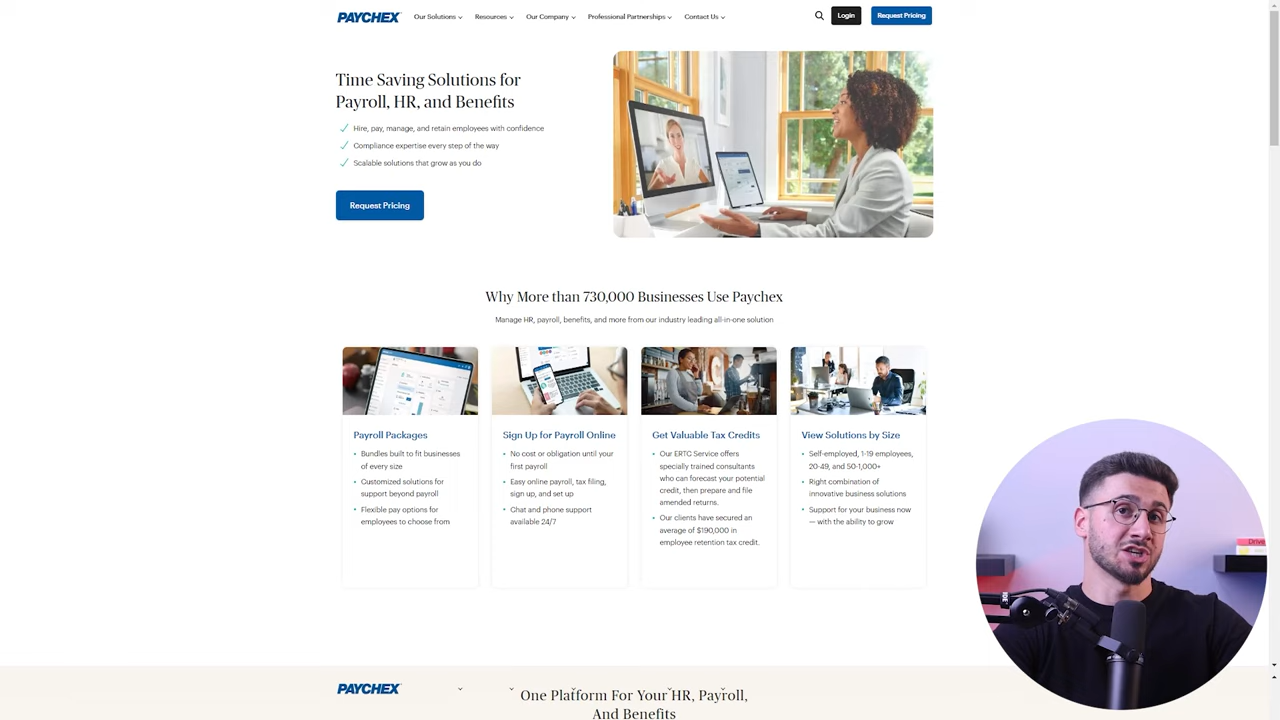 PAYCHEX Our Solutions Resources Our Company Professional Partnerships Contact Us Login Request Pricing
Time Saving Solutions for
Payroll, HR, and Benefits
Hire, pay, manage, and retain employees with confidence
Compliance expertise every step of the way
Scalable solutions that grow as you do
Request Pricing
Why More than 730,000 Businesses Use Paychex
Manage HR, payroll, benefits, and more from our industry leading all-in-one solution
Payroll Packages
• Bundles built to fit businesses
of every size
• Customized solutions for
support beyond payroll
• Flexible pay options for
employees to choose from
Sign Up for Payroll Online
• No cost or obligation until your
first payroll
• Easy online payroll, tax filing,
sign up, and set up
• Chat and phone support
available 24/7
Get Valuable Tax Credits
• Our ERTC Service offers
specially trained consultants
who can forecast your potential
credit, then prepare and file
amended returns.
• Our clients have secured an
average of $190,000 in
employee retention tax credit.
View Solutions by Size
• Self-employed, 1-19 employees,
20-49, and 50-1,000+
• Right combination of
innovative business solutions
• Support for your business now
— with the ability to grow
PAYCHEX
One Platform For Your HR, Payroll,
And Benefits
Drive